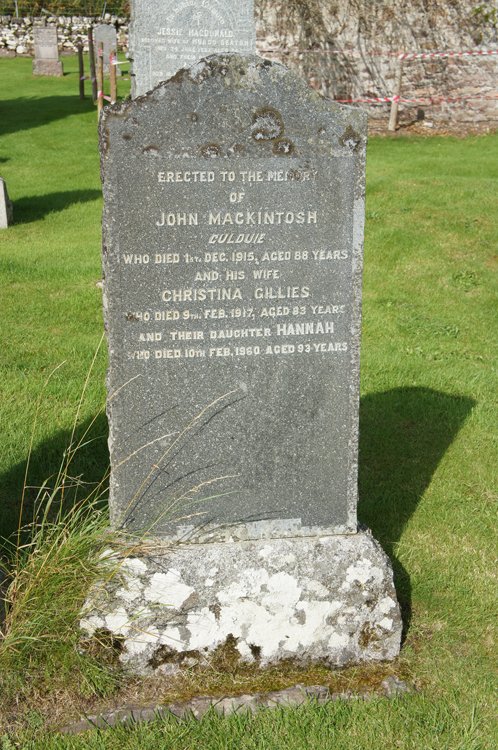 JESSIE MACDONALD
ERECTED TO THE MEMORY
OF
JOHN MACKINTOSH
CULDUIE
WHO DIED 1ST. DEC. 1915, AGED 88 YEARS
AND HIS WIFE
CHRISTINA GILLIES
WHO DIED 9TH. FEB. 1917, AGED 83 YEARS
AND THEIR DAUGHTER HANNAH
WHO DIED 10TH FEB. 1960 AGED 93 YEARS